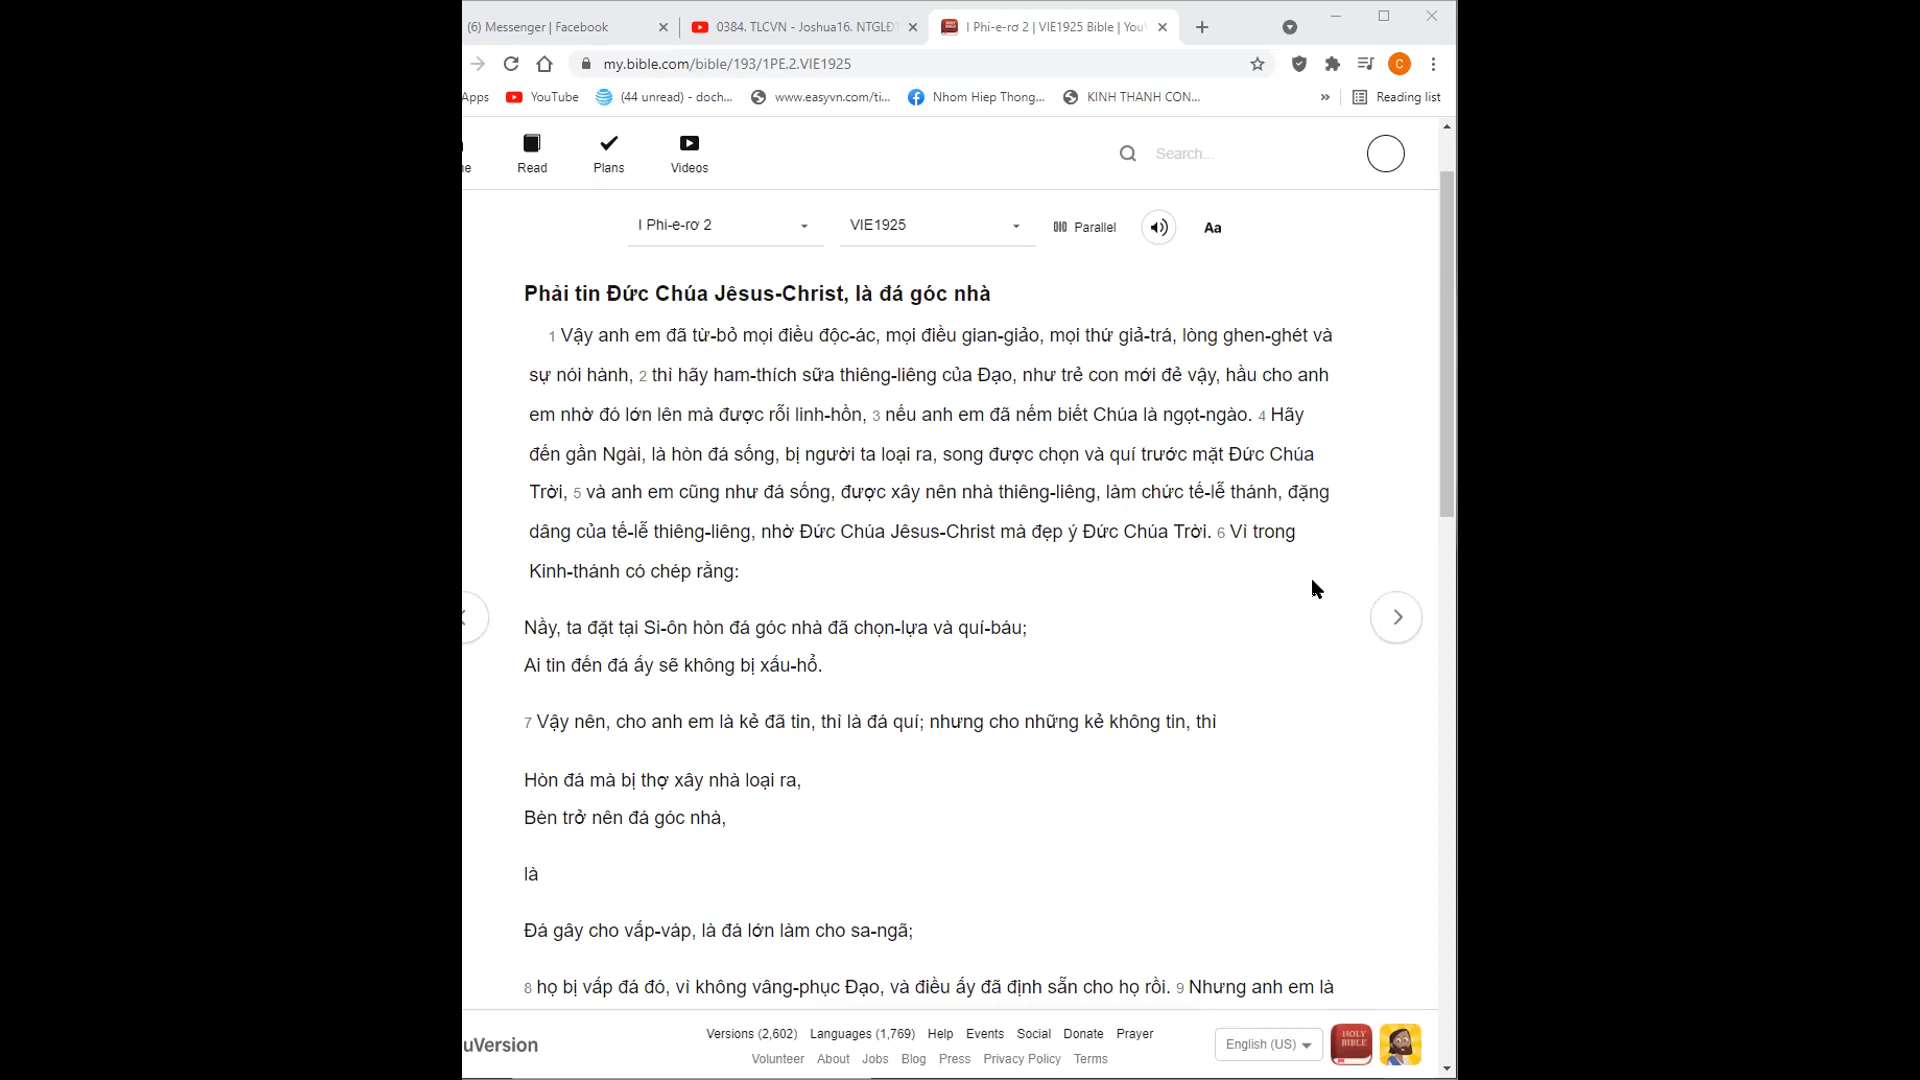 (6) Messenger | Facebook
0384. TLCVN - Joshua16. NTGLĐT
I Phi-e-rơ 2 | VIE1925 Bible | You
my.bible.com/bible/193/1PE.2.VIE1925
C
Apps
YouTube
(44 unread) - doch...
www.easyvn.com/ti...
Nhom Hiep Thong...
KINH THANH CON...
»
Reading list
Read
Plans
Videos
Search...
I Phi-e-rơ 2
VIE1925
Parallel
Aa
Phải tin Đức Chúa Jêsus-Christ, là đá góc nhà
1 Vậy anh em đã từ-bỏ mọi điều độc-ác, mọi điều gian-giảo, mọi thứ giả-trá, lòng ghen-ghét và
sự nói hành, 2 thì hãy ham-thích sữa thiêng-liêng của Đạo, như trẻ con mới đẻ vậy, hầu cho anh
em nhờ đó lớn lên mà được rỗi linh-hồn, 3 nếu anh em đã nếm biết Chúa là ngọt-ngào. 4 Hãy
đến gần Ngài, là hòn đá sống, bị người ta loại ra, song được chọn và quí trước mặt Đức Chúa
Trời, 5 và anh em cũng như đá sống, được xây nên nhà thiêng-liêng, làm chức tế-lễ thánh, đặng
dâng của tế-lễ thiêng-liêng, nhờ Đức Chúa Jêsus-Christ mà đẹp ý Đức Chúa Trời. 6 Vì trong
Kinh-thánh có chép rằng:
Nầy, ta đặt tại Si-ôn hòn đá góc nhà đã chọn-lựa và quí-báu;
Ai tin đến đá ấy sẽ không bị xấu-hổ.
7 Vậy nên, cho anh em là kẻ đã tin, thì là đá quí; nhưng cho những kẻ không tin, thì
Hòn đá mà bị thợ xây nhà loại ra,
Bèn trở nên đá góc nhà,
là
Đá gây cho vấp-váp, là đá lớn làm cho sa-ngã;
8 họ bị vấp đá đó, vì không vâng-phục Đạo, và điều ấy đã định sẵn cho họ rồi. 9 Nhưng anh em là
uVersion
Versions (2,602) Languages (1,769) Help Events Social Donate Prayer
Volunteer About Jobs Blog Press Privacy Policy Terms
English (US)
HOLY
BIBLE